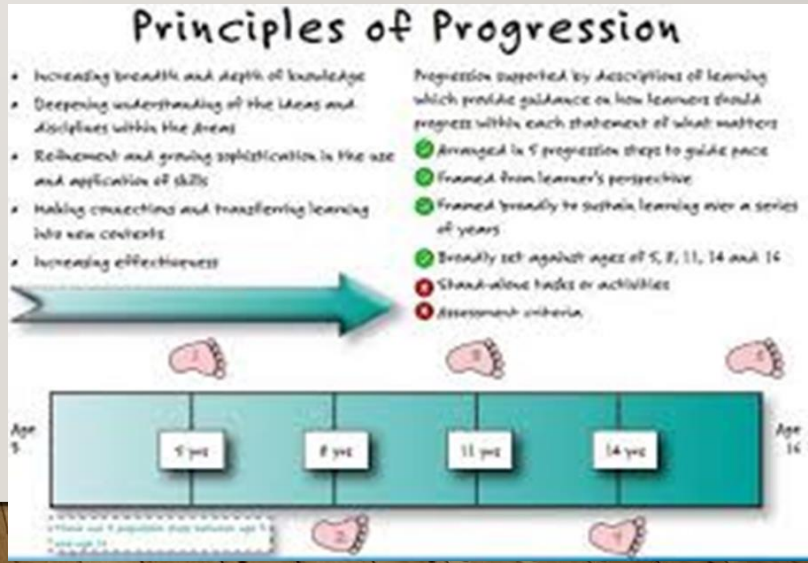 Principles of Progression
• Increasing breadth and depth of knowledge
• Deepening understanding of the ideas and
disciplines within the Areas
• Refinement and growing sophistication in the use
and application of skills
• Making connections and transferring learning
into new contexts
• Increasing effectiveness
Progression supported by descriptions of learning
which provide guidance on how learners should
progress within each statement of what matters
Arranged in 5 progression steps to guide pace
Framed from learner's perspective
Framed broadly to sustain learning over a series
of years
Broadly set against ages of 5, 8, 11, 14 and 16
Stand-alone tasks or activities
Assessment criteria
1
3
5
Age
3
5 yrs
8 yrs
11 yrs
14 yrs
Age
16
2
4